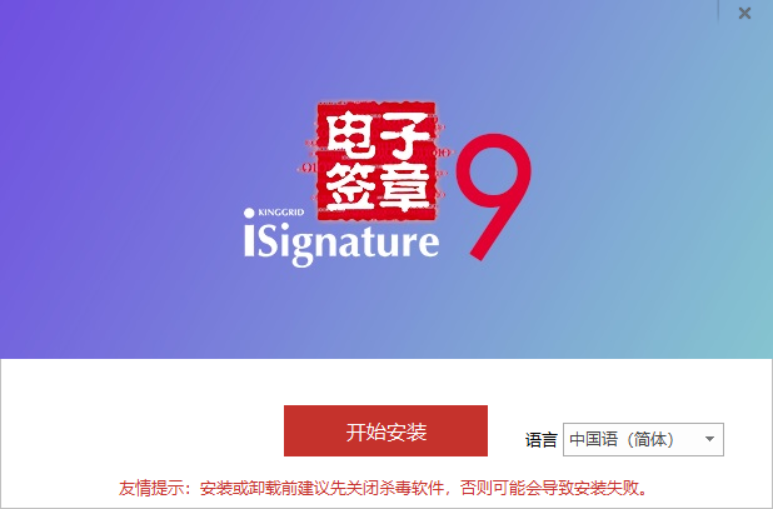 电子
签章
9
KINGGRID
iSignature
开始安装
语言 中国语（简体）
友情提示：安装或卸载前建议先关闭杀毒软件，否则可能会导致安装失败。